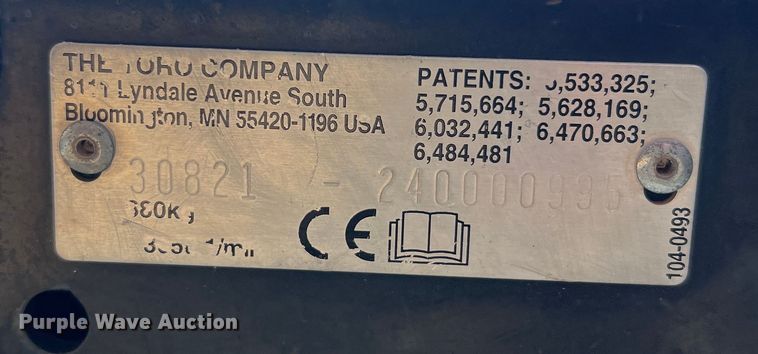 THE TORO COMPANY
8111 Lyndale Avenue South
Bloomington, MN 55420-1196 USA
PATENTS: 5,533,325;
5,715,664; 5,628,169;
6,032,441; 6,470,663;
6,484,481
30821 - 240000935
CE
104-0493
Purple Wave Auction